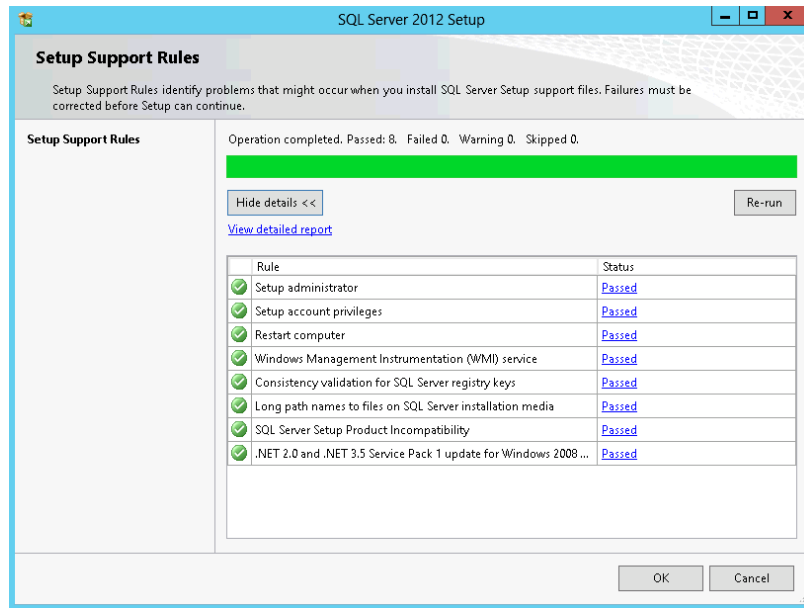 SQL Server 2012 Setup
Setup Support Rules
Setup Support Rules identify problems that might occur when you install SQL Server Setup support files. Failures must be
corrected before Setup can continue.
Setup Support Rules
Operation completed. Passed: 8. Failed 0. Warning 0. Skipped 0.
Hide details <<
Re-run
View detailed report
Rule Status
Setup administrator Passed
Setup account privileges Passed
Restart computer Passed
Windows Management Instrumentation (WMI) service Passed
Consistency validation for SQL Server registry keys Passed
Long path names to files on SQL Server installation media Passed
SQL Server Setup Product Incompatibility Passed
.NET 2.0 and .NET 3.5 Service Pack 1 update for Windows 2008 ... Passed
OK Cancel